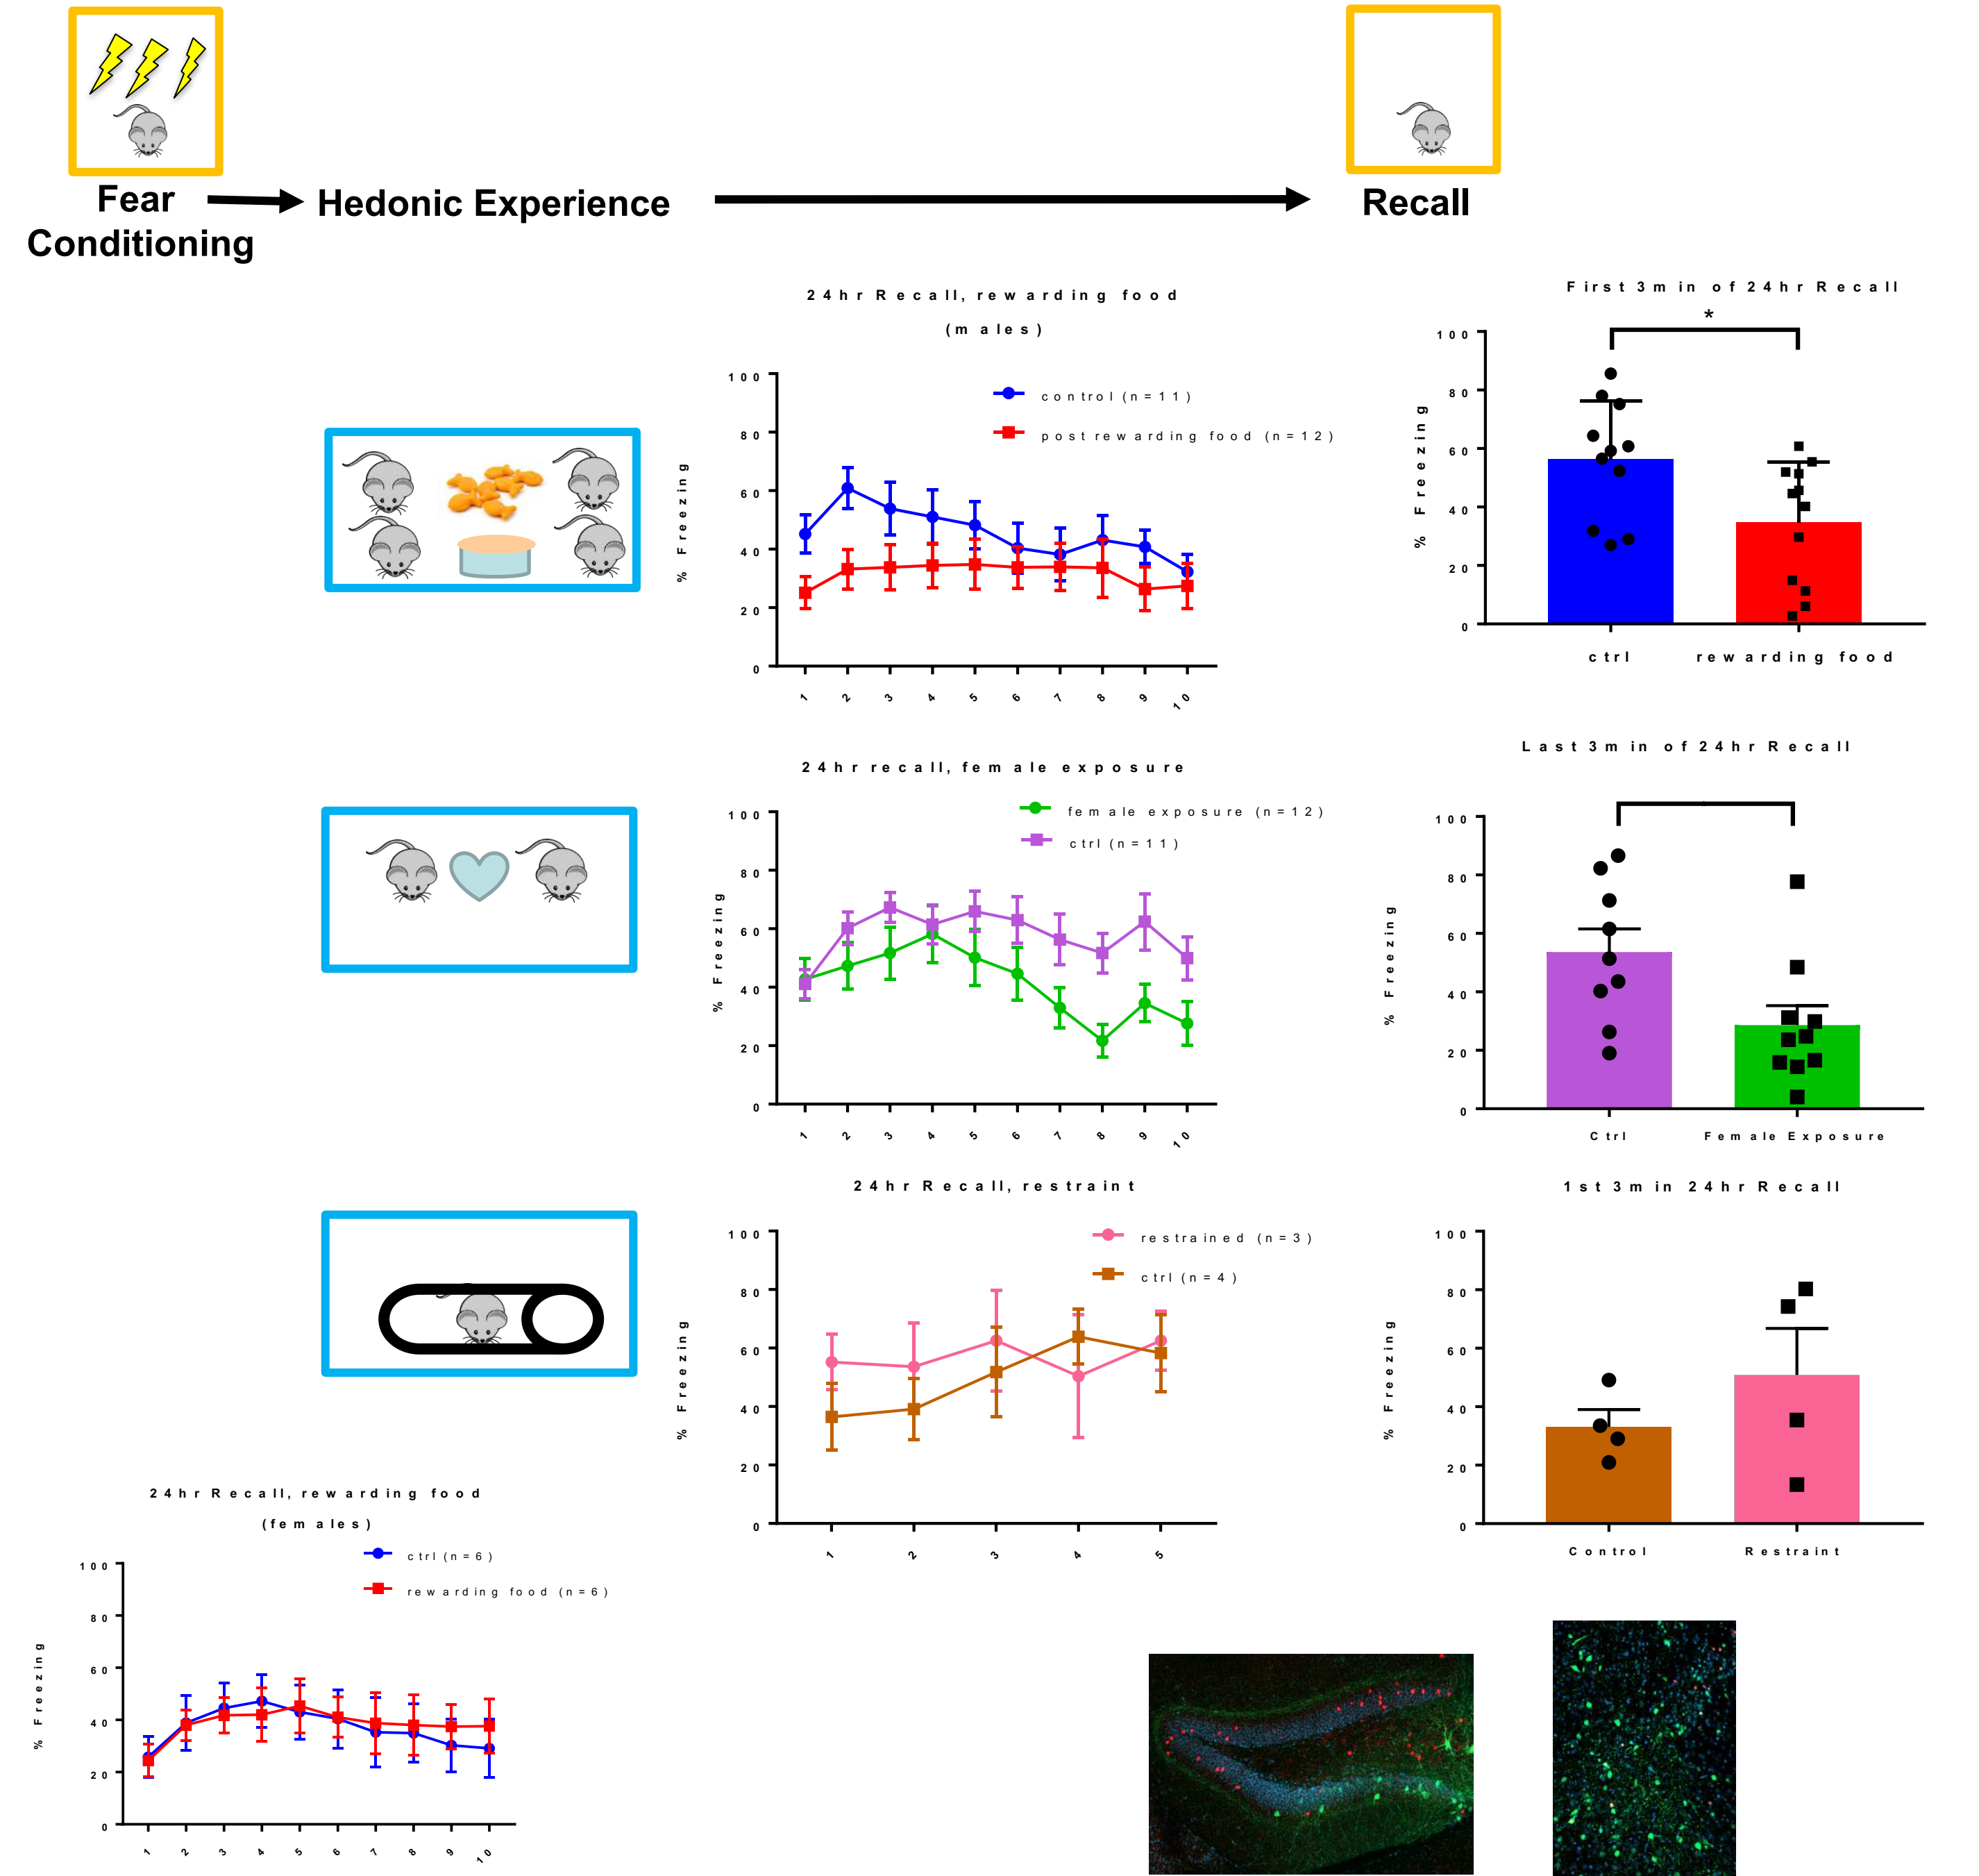 Fear
Conditioning
Hedonic Experience
Recall
24hr Recall, rewarding food
(males)
control (n=11)
post rewarding food (n=12)
% Freezing
100
80
60
40
20
0
1
2
3
4
5
6
7
8
9
10
First 3min of 24hr Recall
*
% Freezing
100
80
60
40
20
0
ctrl
rewarding food
24hr recall, female exposure
female exposure (n=12)
ctrl (n=11)
% Freezing
100
80
60
40
20
0
1
2
3
4
5
6
7
8
9
10
Last 3min of 24hr Recall
% Freezing
100
80
60
40
20
0
Ctrl
Female Exposure
24hr Recall, restraint
restrained (n=3)
ctrl (n=4)
% Freezing
100
80
60
40
20
0
1
2
3
4
5
1st 3min 24hr Recall
% Freezing
100
80
60
40
20
0
Control
Restraint
24hr Recall, rewarding food
(females)
ctrl (n=6)
rewarding food (n=6)
% Freezing
100
80
60
40
20
0
1
2
3
4
5
6
7
8
9
10